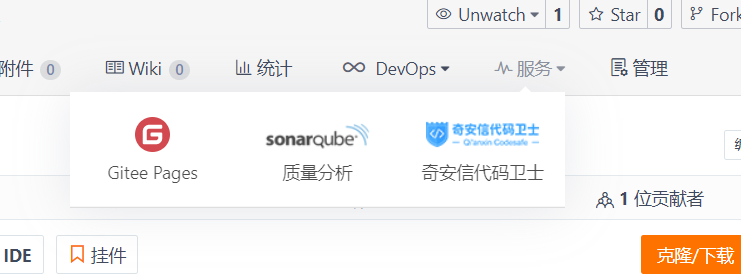 Unwatch 1 Star 0 Fork
附件 0 Wiki 0 统计 DevOps 服务 管理
G sonarqube 奇安信代码卫士
Qi'anxin Codesafe
Gitee Pages 质量分析 奇安信代码卫士
1 位贡献者
IDE 挂件 克隆/下载